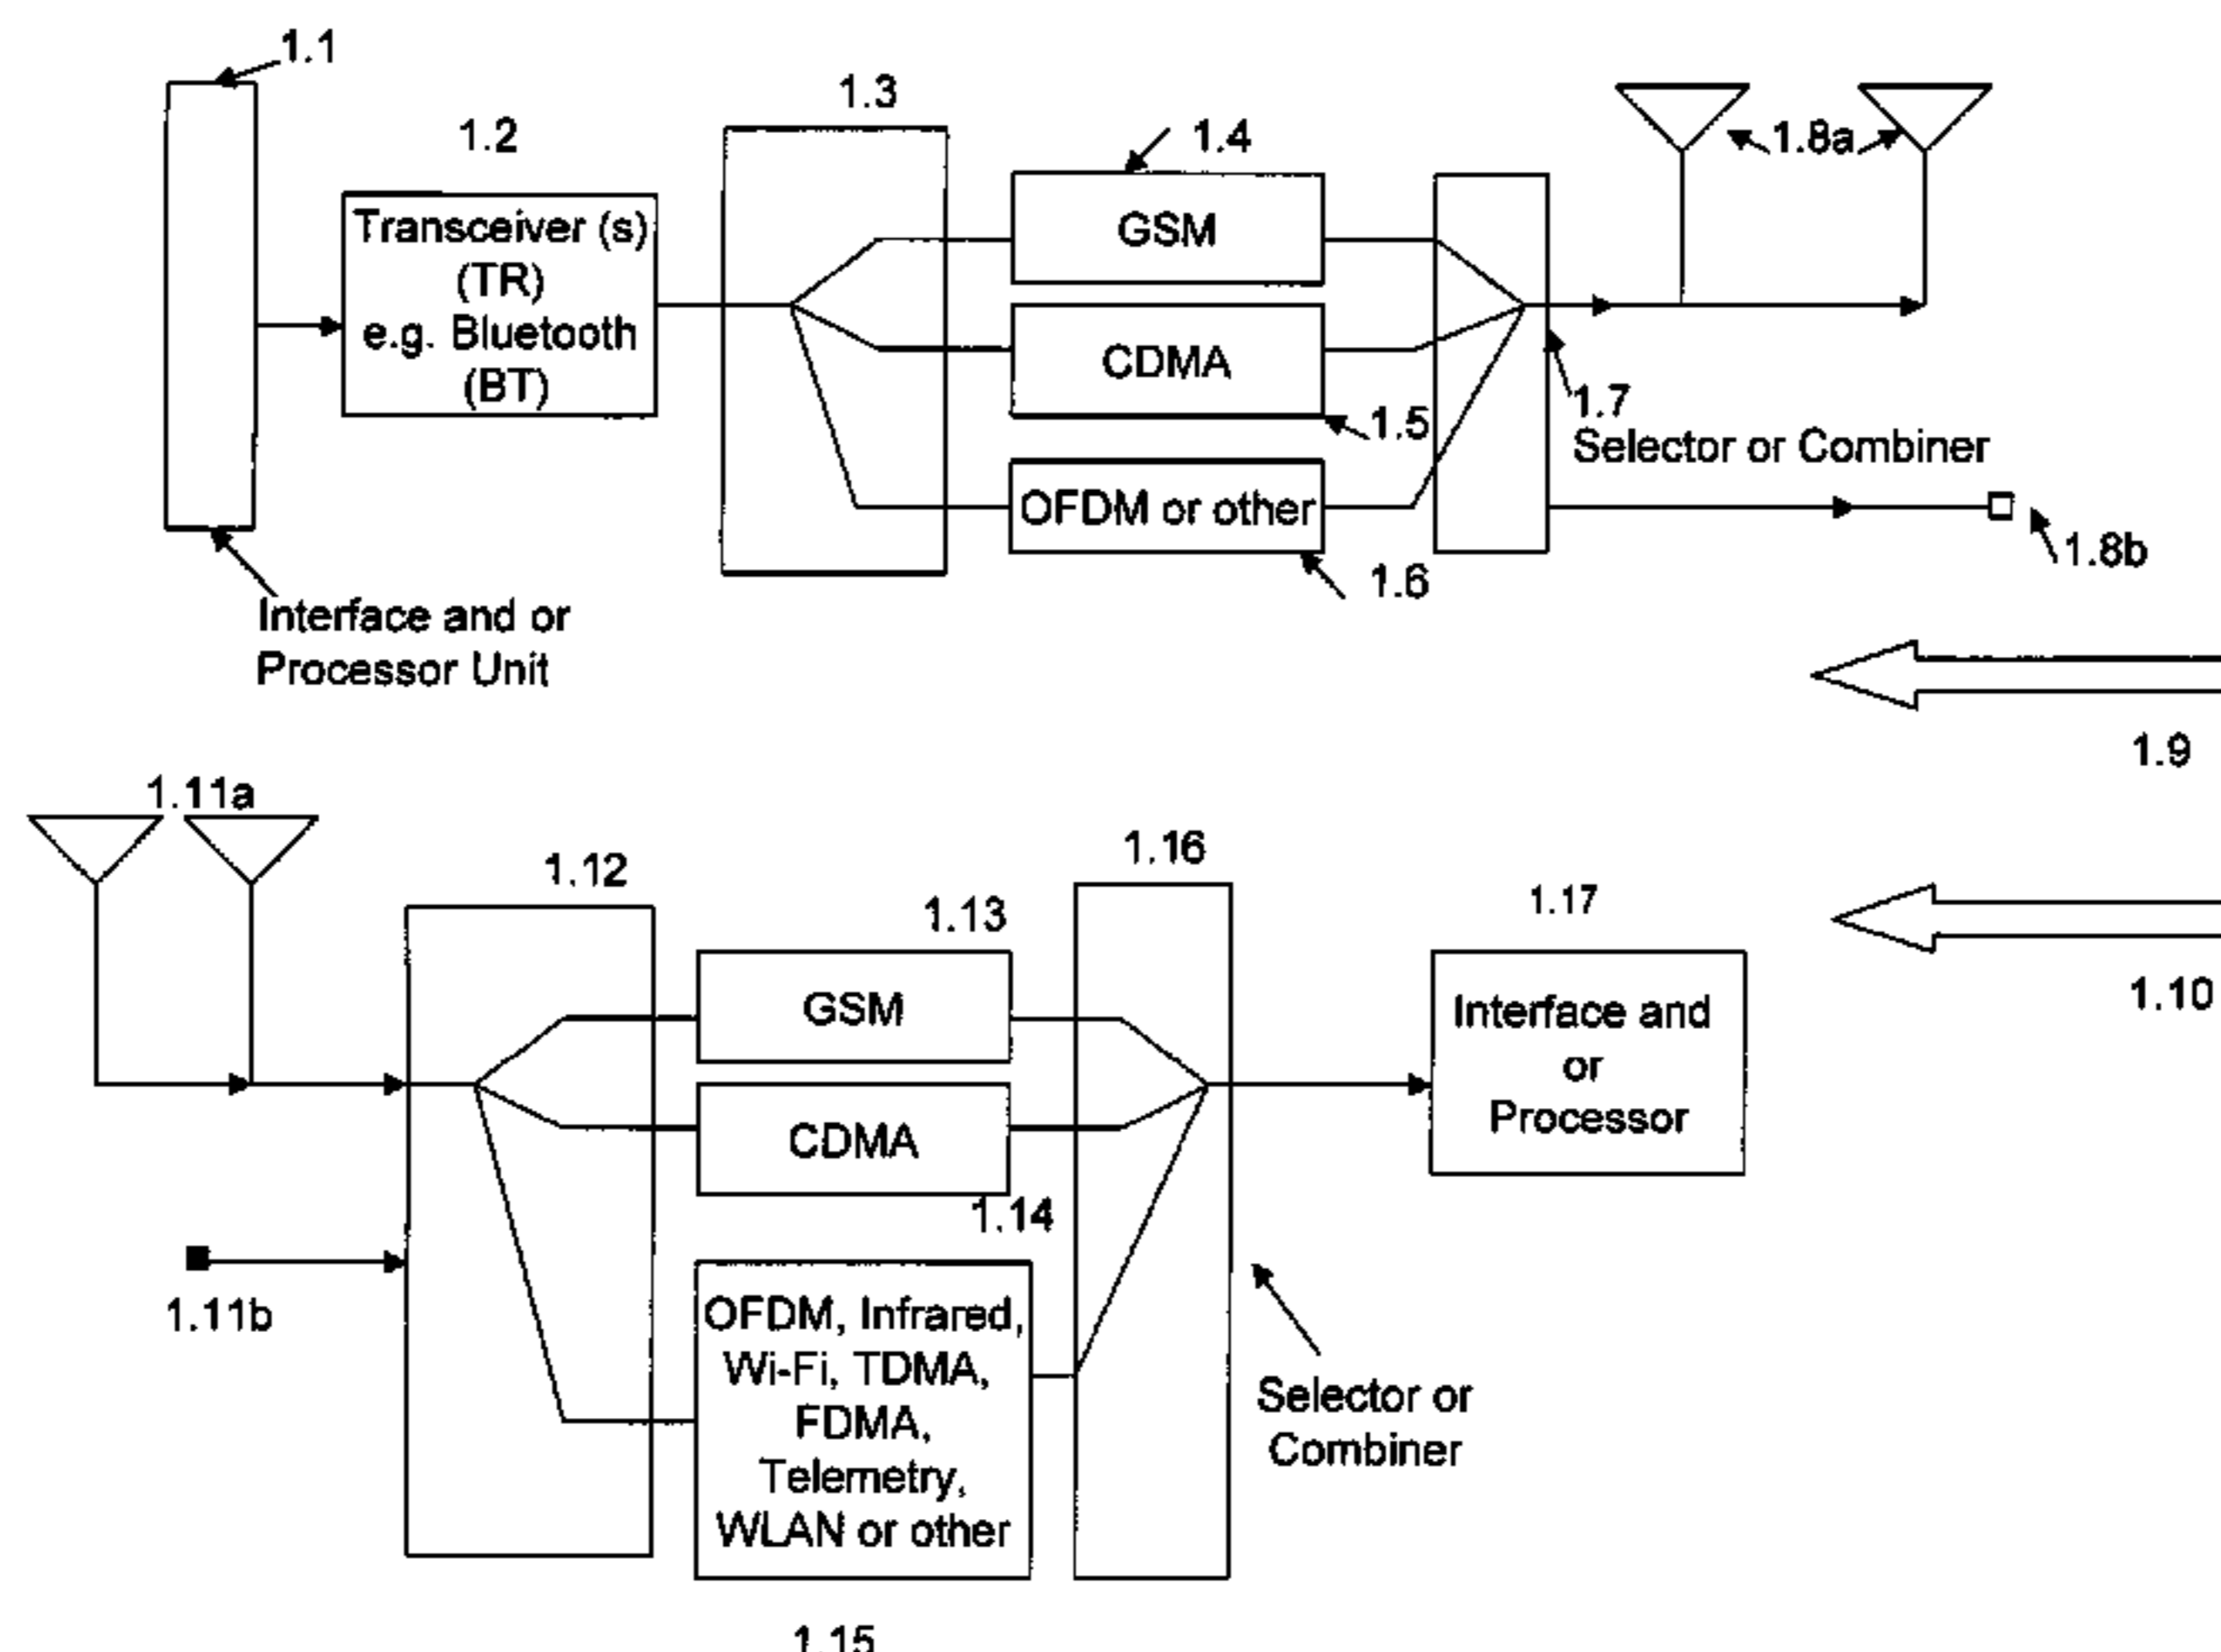 1.1
1.2
1.3
1.4
1.8a
Transceiver (s)
(TR)
e.g. Bluetooth
(BT)
GSM
CDMA
1.5
1.7
Selector or Combiner
OFDM or other
1.6
1.8b
Interface and or
Processor Unit
1.9
1.11a
1.12
1.13
1.16
1.17
GSM
Interface and
or
Processor
1.10
CDMA
1.14
1.11b
OFDM, Infrared,
Wi-Fi, TDMA,
FDMA,
Telemetry,
WLAN or other
Selector or
Combiner
1.15